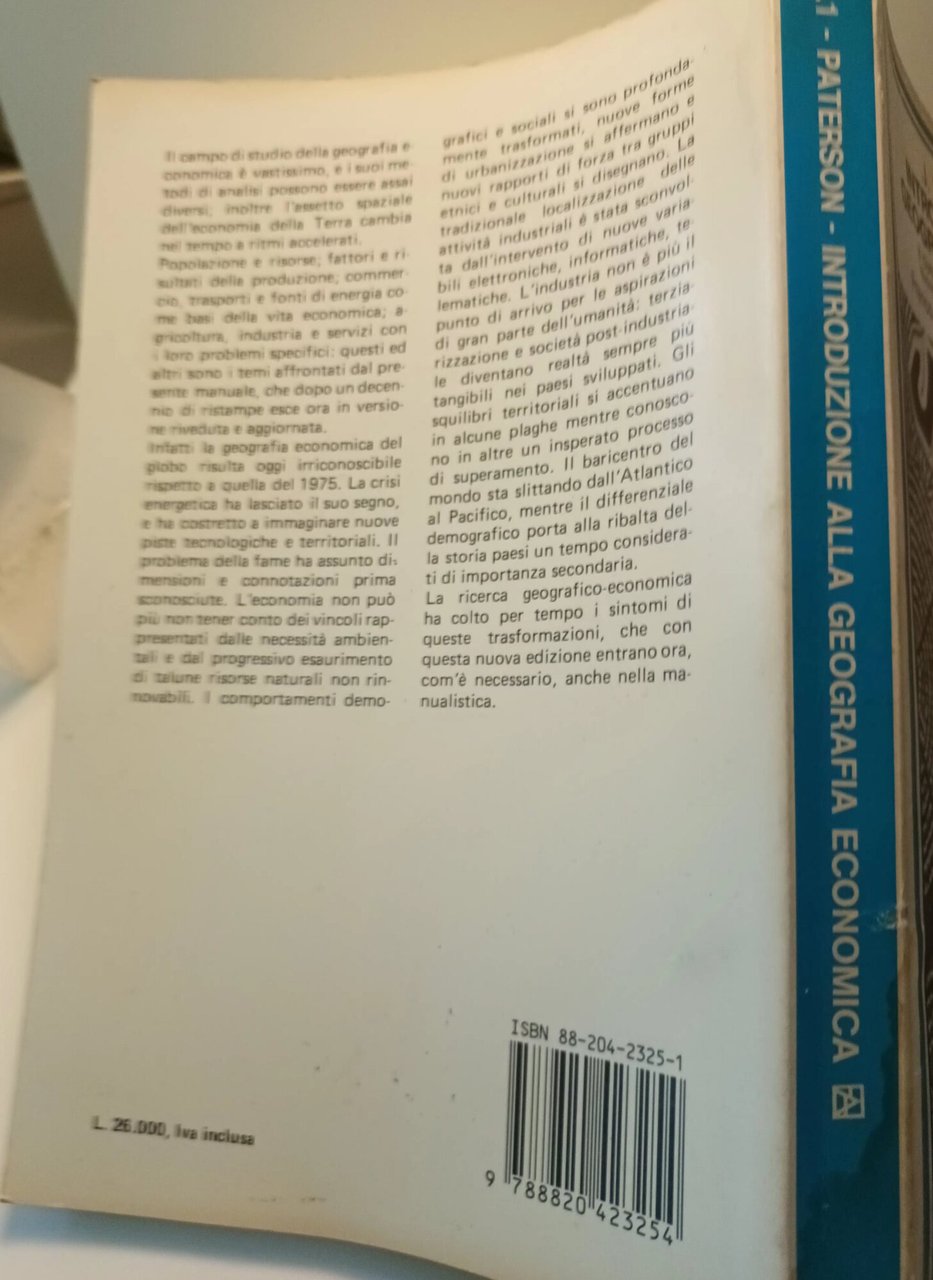 Il campo di studio della geografia e
conomica è vastissimo, e i suoi me-
todi di analisi possono essere assai
diversi; inoltre l'assetto spaziale
dell'economia della Terra cambia
nel tempo a ritmi accelerati.
Popolazione e risorse; fattori e ri-
sultati della produzione; commer-
cio, trasporti e fonti di energia co-
me basi della vita economica; a-
gricoltura, industria e servizi con
i loro problemi specifici: questi ed
altri sono i temi affrontati dal pre-
sente manuale, che dopo un decen-
nio di ristampe esce ora in versio-
ne riveduta e aggiornata.
Infatti la geografia economica del
globo risulta oggi irriconoscibile
rispetto a quella del 1975. La crisi
energetica ha lasciato il suo segno,
e ha costretto a immaginare nuove
piste tecnologiche e territoriali. Il
problema della fame ha assunto di-
mensioni e connotazioni prima
sconosciute. L'economia non può
più non tener conto dei vincoli rap-
presentati dalle necessità ambien-
tali e dal progressivo esaurimento
di talune risorse naturali non rin-
novabili. I comportamenti demo-
grafici e sociali si sono profonda-
mente trasformati, nuove forme
di urbanizzazione si affermano e
nuovi rapporti di forza tra gruppi
etnici e culturali si disegnano. La
tradizionale localizzazione delle
attività industriali è stata sconvol-
ta dall'intervento di nuove varia-
bili elettroniche, informatiche, te-
lematiche. L'industria non è più il
punto di arrivo per le aspirazioni
di gran parte dell'umanità: terzia-
rizzazione e società post-industria-
le diventano realtà sempre più
tangibili nei paesi sviluppati. Gli
squilibri territoriali si accentuano
in alcune plaghe mentre conosco-
no in altre un insperato processo
di superamento. Il baricentro del
mondo sta slittando dall'Atlantico
al Pacifico, mentre il differenziale
demografico porta alla ribalta del-
la storia paesi un tempo considera-
ti di importanza secondaria.
La ricerca geografico-economica
ha colto per tempo i sintomi di
queste trasformazioni, che con
questa nuova edizione entrano ora,
com'è necessario, anche nella ma-
nualistica.
L. 26.000, Iva inclusa
ISBN 88-204-2325-1
9 788820 423254
.1 - PATERSON - INTRODUZIONE ALLA GEOGRAFIA ECONOMICA